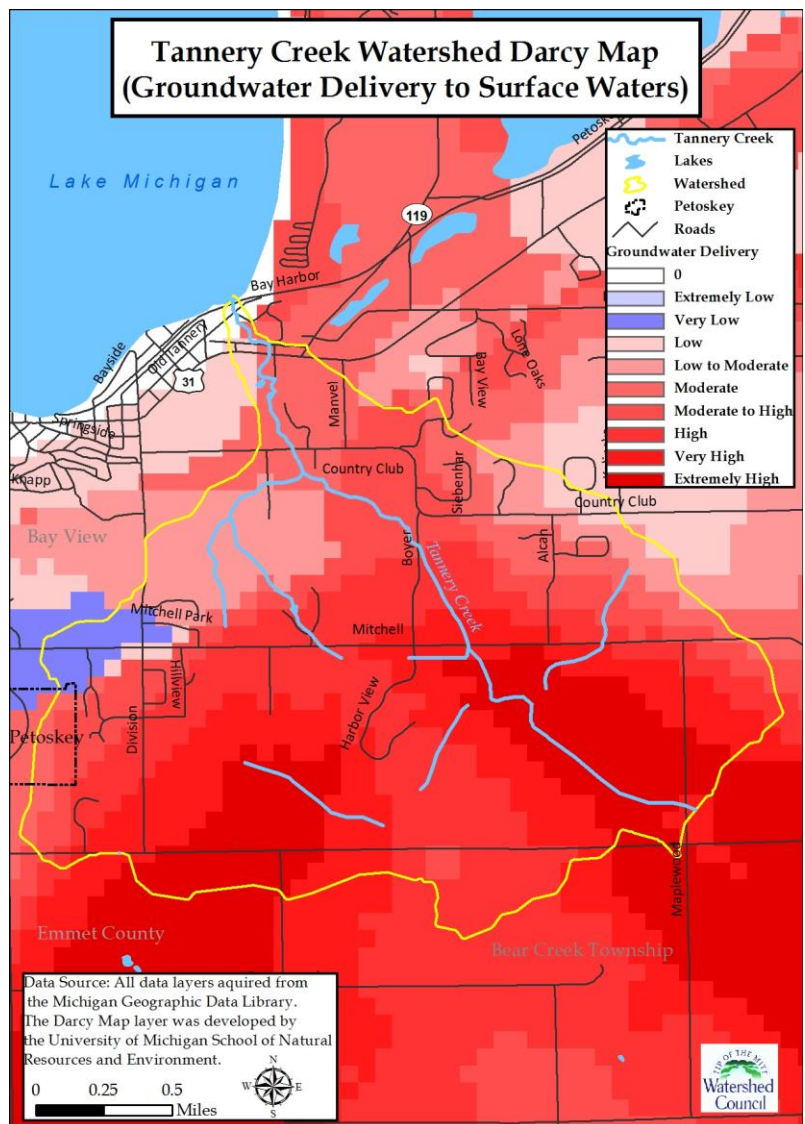 Tannery Creek Watershed Darcy Map
(Groundwater Delivery to Surface Waters)
Lake Michigan
Tannery Creek
Lakes
Watershed
Petoskey
Roads
Groundwater Delivery
0
Extremely Low
Very Low
Low
Low to Moderate
Moderate
Moderate to High
High
Very High
Extremely High
119
Bay Harbor
Old Tannery
Bayside
31
Springside
Knapp
Manvel
Bay View
Lone Oaks
Country Club
Siebenhar
Country Club
Bay View
Boyer
Tannery Creek
Alcan
Mitchell Park
Mitchell
Hillview
Division
Harbor View
Petoskey
Maplewood
Emmet County
Bear Creek Township
Data Source: All data layers aquired from
the Michigan Geographic Data Library.
The Darcy Map layer was developed by
the University of Michigan School of Natural
Resources and Environment.
N
W E
S
0 0.25 0.5
Miles
TIP OF THE MITT
Watershed
Council